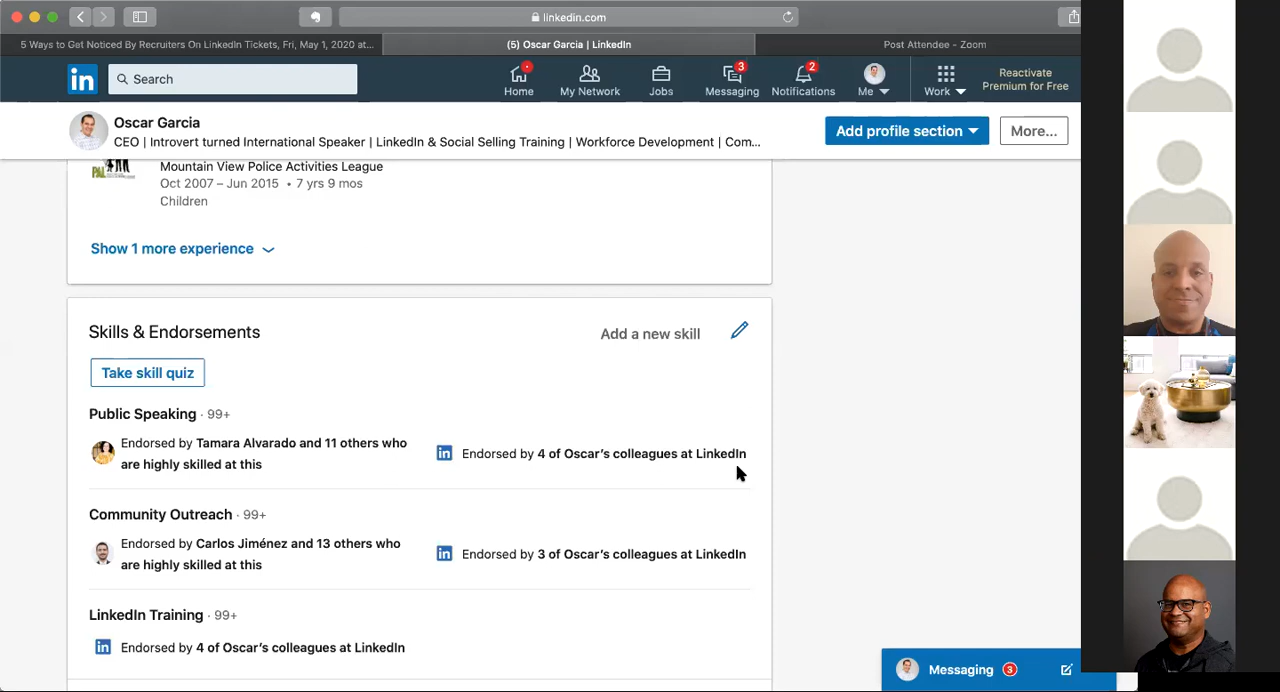 linkedin.com
5 Ways to Get Noticed By Recruiters On LinkedIn Tickets, Fri, May 1, 2020 at...
(5) Oscar Garcia | LinkedIn
Post Attendee - Zoom
in
Search
Home
My Network
Jobs
3
Messaging
2
Notifications
Me
Work
Reactivate
Premium for Free
Oscar Garcia
CEO | Introvert turned International Speaker | LinkedIn & Social Selling Training | Workforce Development | Com...
Add profile section
More...
PAL
Mountain View Police Activities League
Oct 2007 – Jun 2015 • 7 yrs 9 mos
Children
Show 1 more experience
Skills & Endorsements
Add a new skill
Take skill quiz
Public Speaking · 99+
Endorsed by Tamara Alvarado and 11 others who
are highly skilled at this
in Endorsed by 4 of Oscar's colleagues at LinkedIn
Community Outreach · 99+
Endorsed by Carlos Jiménez and 13 others who
are highly skilled at this
in Endorsed by 3 of Oscar's colleagues at LinkedIn
LinkedIn Training · 99+
in Endorsed by 4 of Oscar's colleagues at LinkedIn
Messaging 3